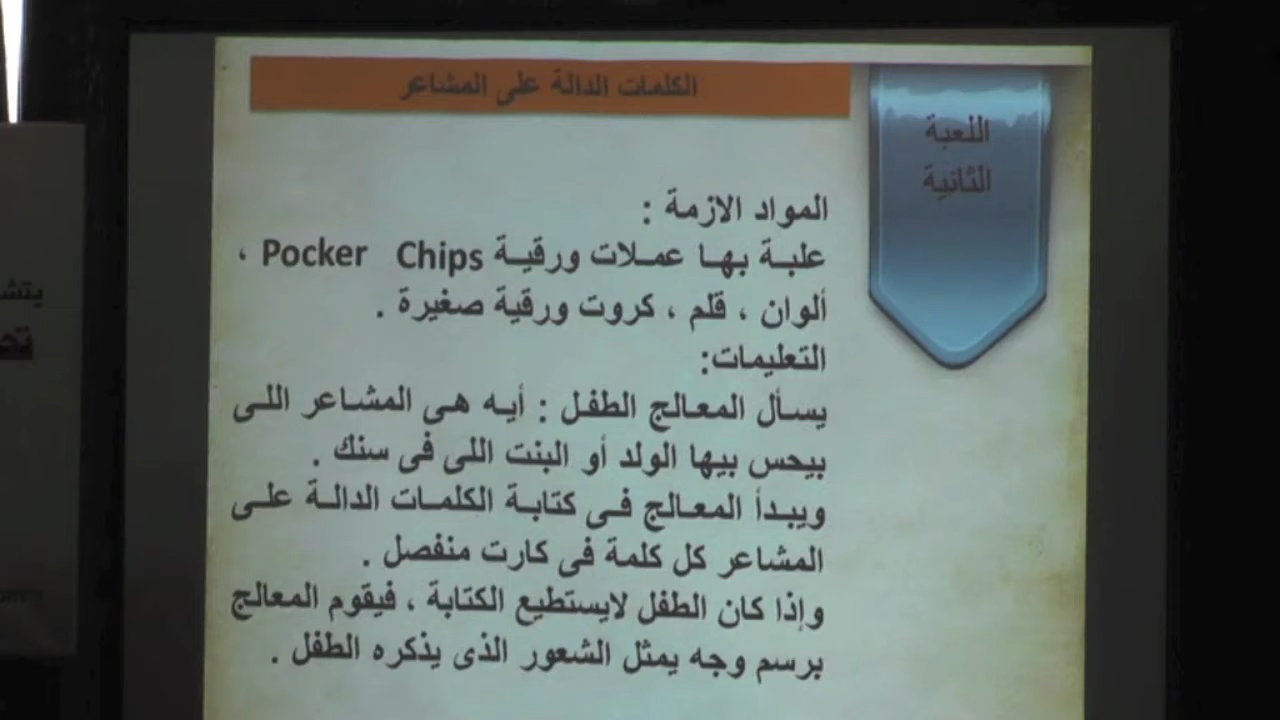 الكلمات الدالة على المشاعر
اللعبة
الثانية
المواد الازمة :
علبة بها عملات ورقية Pocker Chips ،
ألوان ، قلم ، كروت ورقية صغيرة .
التعليمات:
يسأل المعالج الطفل : أيه هى المشاعر اللى
بيحس بيها الولد أو البنت اللى فى سنك .
ويبدأ المعالج فى كتابة الكلمات الدالة على
المشاعر كل كلمة فى كارت منفصل .
وإذا كان الطفل لايستطيع الكتابة ، فيقوم المعالج
برسم وجه يمثل الشعور الذى يذكره الطفل .